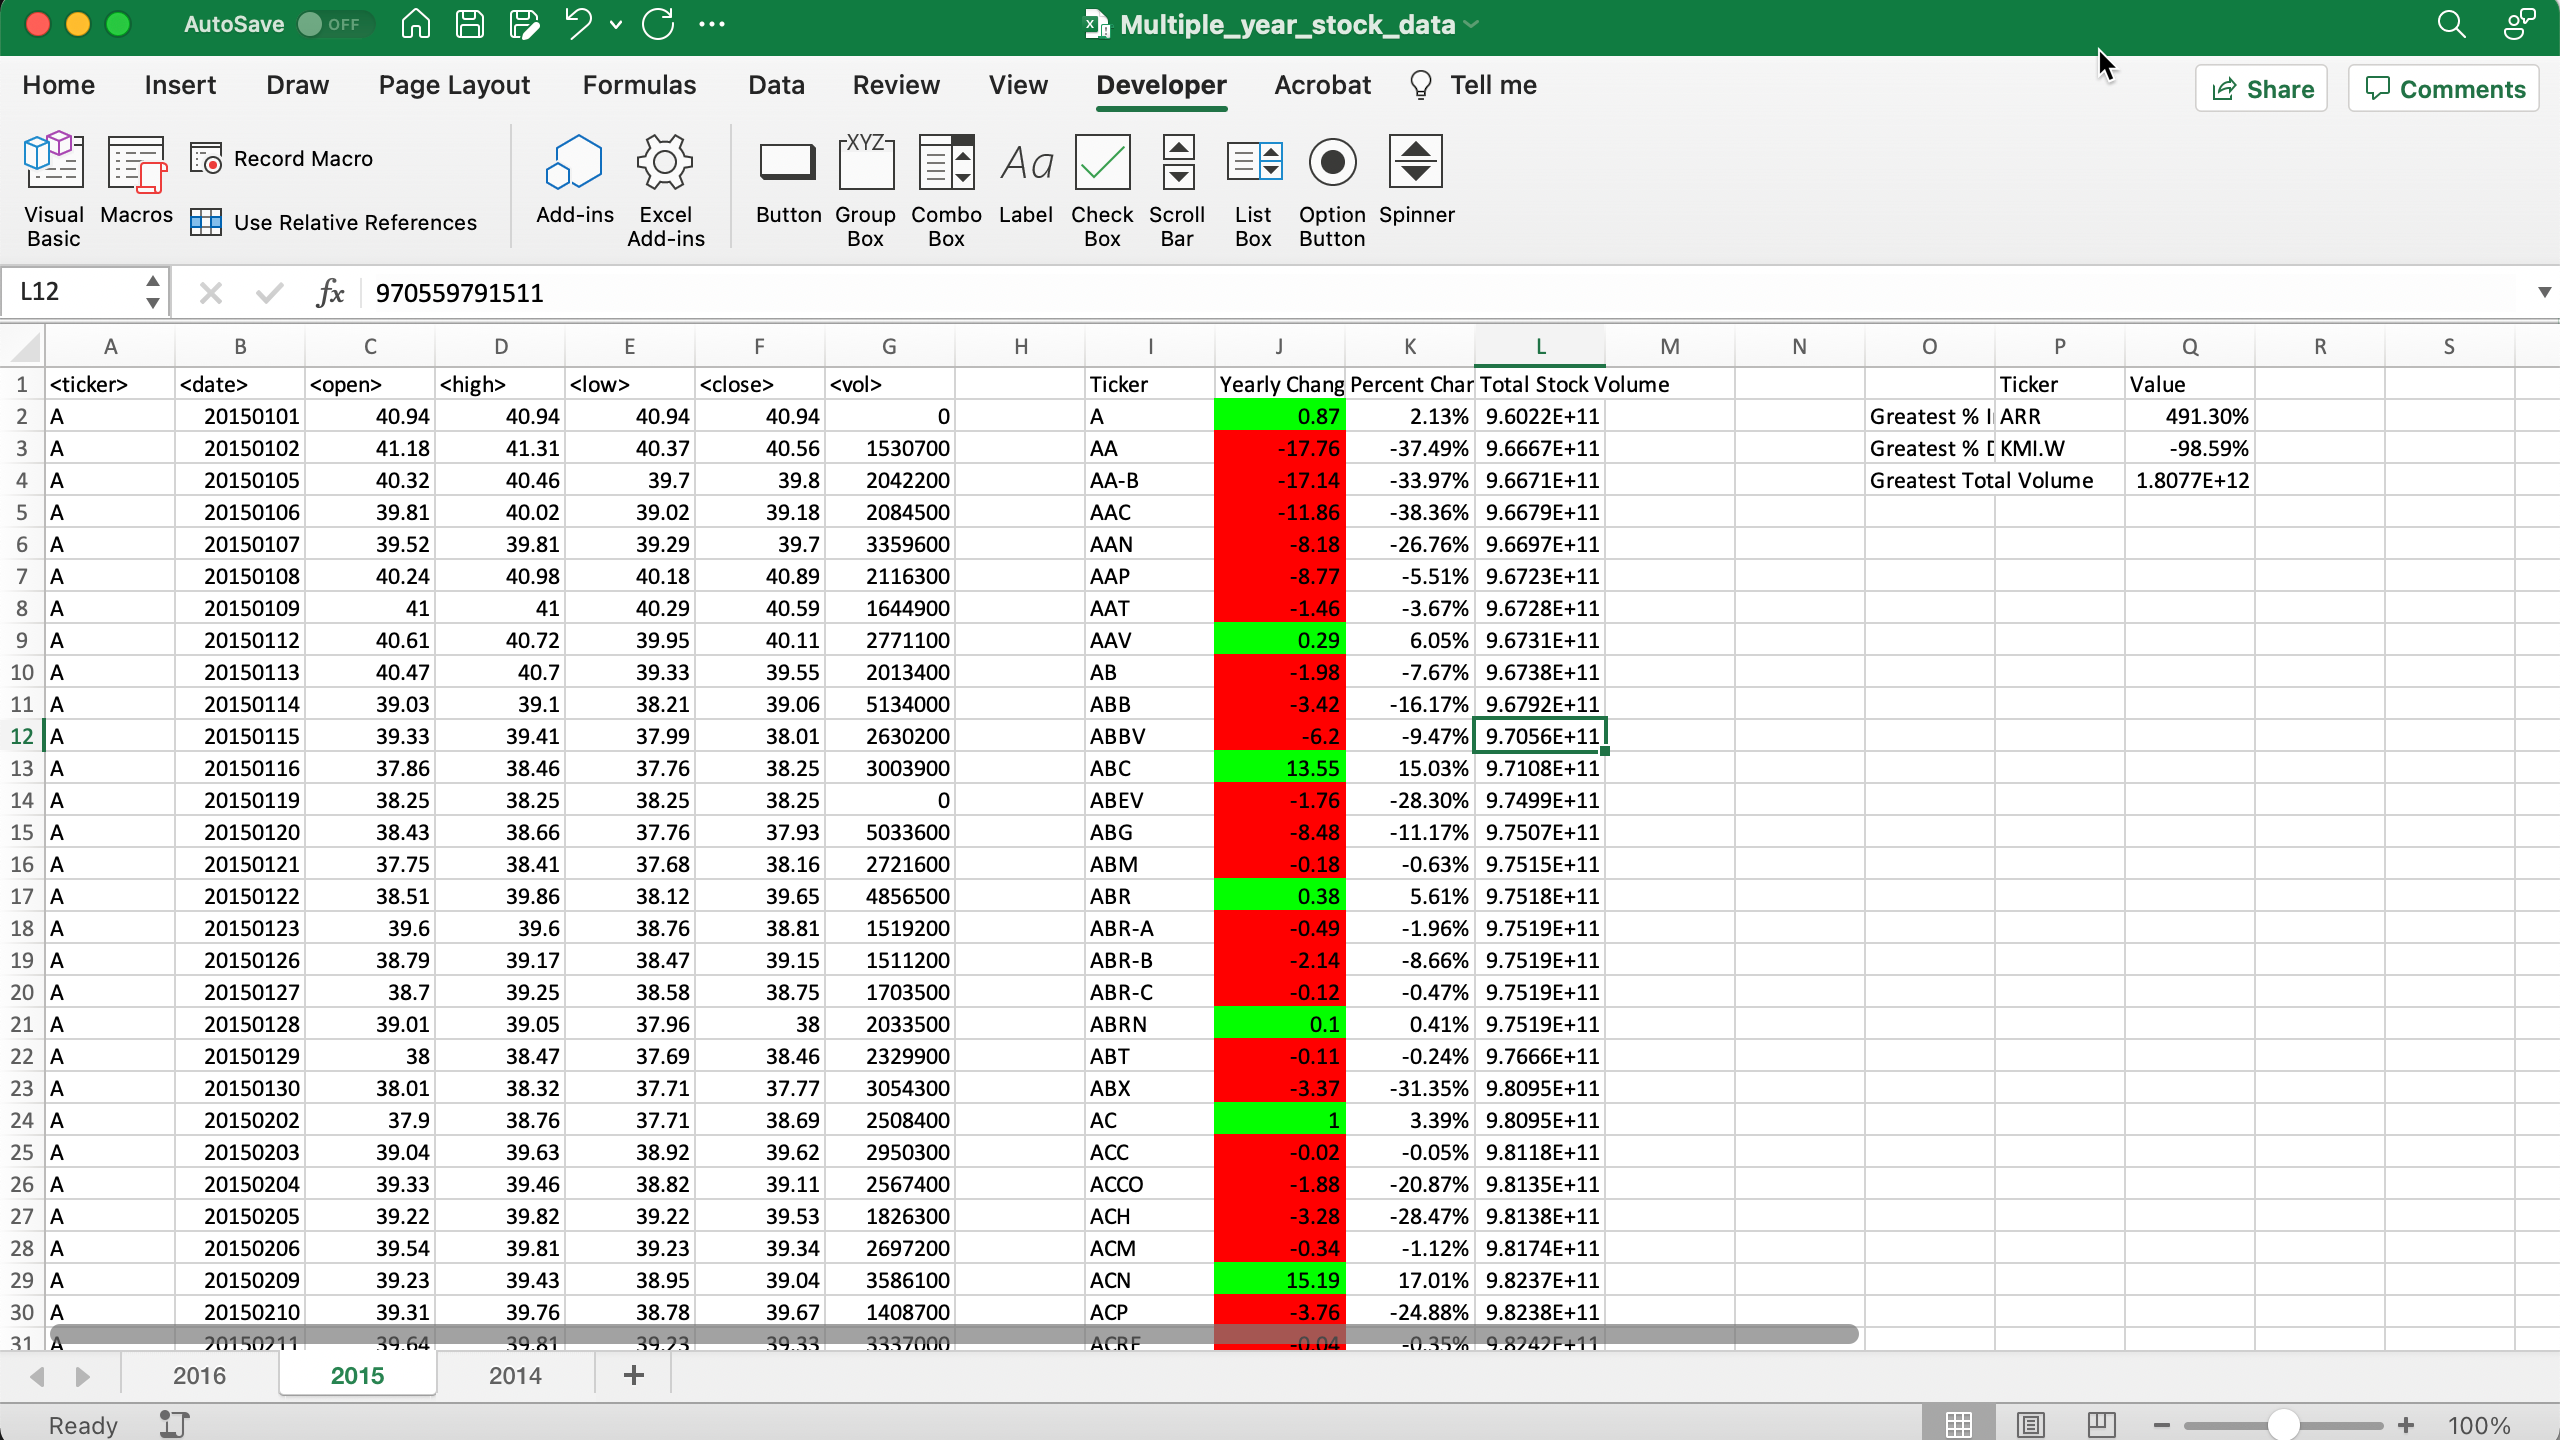 AutoSave OFF Multiple_year_stock_data
Home Insert Draw Page Layout Formulas Data Review View Developer Acrobat Tell me Share Comments
Visual Basic Macros Record Macro Use Relative References Add-ins Excel Add-ins Button Group Box Combo Box Label Check Box Scroll Bar List Box Option Button Spinner
L12 fx 970559791511
A B C D E F G H I J K L M N O P Q R S
1 <ticker> <date> <open> <high> <low> <close> <vol> Ticker Yearly Chang Percent Char Total Stock Volume Ticker Value
2 A 20150101 40.94 40.94 40.94 40.94 0 A 0.87 2.13% 9.6022E+11 Greatest % I ARR 491.30%
3 A 20150102 41.18 41.31 40.37 40.56 1530700 AA -17.76 -37.49% 9.6667E+11 Greatest % D KMI.W -98.59%
4 A 20150105 40.32 40.46 39.7 39.8 2042200 AA-B -17.14 -33.97% 9.6671E+11 Greatest Total Volume 1.8077E+12
5 A 20150106 39.81 40.02 39.02 39.18 2084500 AAC -11.86 -38.36% 9.6679E+11
6 A 20150107 39.52 39.81 39.29 39.7 3359600 AAN -8.18 -26.76% 9.6697E+11
7 A 20150108 40.24 40.98 40.18 40.89 2116300 AAP -8.77 -5.51% 9.6723E+11
8 A 20150109 41 41 40.29 40.59 1644900 AAT -1.46 -3.67% 9.6728E+11
9 A 20150112 40.61 40.72 39.95 40.11 2771100 AAV 0.29 6.05% 9.6731E+11
10 A 20150113 40.47 40.7 39.33 39.55 2013400 AB -1.98 -7.67% 9.6738E+11
11 A 20150114 39.03 39.1 38.21 39.06 5134000 ABB -3.42 -16.17% 9.6792E+11
12 A 20150115 39.33 39.41 37.99 38.01 2630200 ABBV -6.2 -9.47% 9.7056E+11
13 A 20150116 37.86 38.46 37.76 38.25 3003900 ABC 13.55 15.03% 9.7108E+11
14 A 20150119 38.25 38.25 38.25 38.25 0 ABEV -1.76 -28.30% 9.7499E+11
15 A 20150120 38.43 38.66 37.76 37.93 5033600 ABG -8.48 -11.17% 9.7507E+11
16 A 20150121 37.75 38.41 37.68 38.16 2721600 ABM -0.18 -0.63% 9.7515E+11
17 A 20150122 38.51 39.86 38.12 39.65 4856500 ABR 0.38 5.61% 9.7518E+11
18 A 20150123 39.6 39.6 38.76 38.81 1519200 ABR-A -0.49 -1.96% 9.7519E+11
19 A 20150126 38.79 39.17 38.47 39.15 1511200 ABR-B -2.14 -8.66% 9.7519E+11
20 A 20150127 38.7 39.25 38.58 38.75 1703500 ABR-C -0.12 -0.47% 9.7519E+11
21 A 20150128 39.01 39.05 37.96 38 2033500 ABRN 0.1 0.41% 9.7519E+11
22 A 20150129 38 38.47 37.69 38.46 2329900 ABT -0.11 -0.24% 9.7666E+11
23 A 20150130 38.01 38.32 37.71 37.77 3054300 ABX -3.37 -31.35% 9.8095E+11
24 A 20150202 37.9 38.76 37.71 38.69 2508400 AC 1 3.39% 9.8095E+11
25 A 20150203 39.04 39.63 38.92 39.62 2950300 ACC -0.02 -0.05% 9.8118E+11
26 A 20150204 39.33 39.46 38.82 39.11 2567400 ACCO -1.88 -20.87% 9.8135E+11
27 A 20150205 39.22 39.82 39.22 39.53 1826300 ACH -3.28 -28.47% 9.8138E+11
28 A 20150206 39.54 39.81 39.23 39.34 2697200 ACM -0.34 -1.12% 9.8174E+11
29 A 20150209 39.23 39.43 38.95 39.04 3586100 ACN 15.19 17.01% 9.8237E+11
30 A 20150210 39.31 39.76 38.78 39.67 1408700 ACP -3.76 -24.88% 9.8238E+11
31 A 20150211 39.64 39.81 39.23 39.33 3337000 ACRE -0.04 -0.35% 9.8242E+11
2016 2015 2014 +
Ready 100%